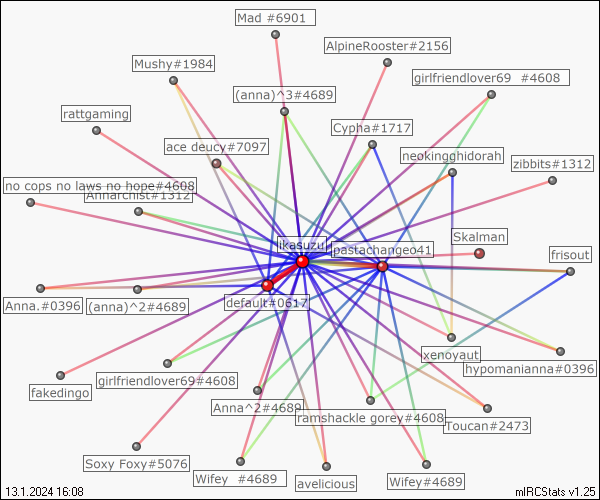 Mad #6901
AlpineRooster#2156
Mushy#1984
girlfriendlover69 #4608
(anna)^3#4689
rattgaming
Cypha#1717
ace deucy#7097
neokingghidorah
zibbits#1312
no cops no laws no hope#4608
Annarchist#1312
Skalman
ikasuzu
pastachangeo41
frisout
Anna.#0396
(anna)^2#4689
default#0617
xenoyaut
hypomanianna#0396
fakedingo
girlfriendlover69#4608
Anna^2#4689
ramshackle gorey#4608
Toucan#2473
Soxy Foxy#5076
Wifey #4689
avelicious
Wifey#4689
13.1.2024 16:08
mIRCStats v1.25